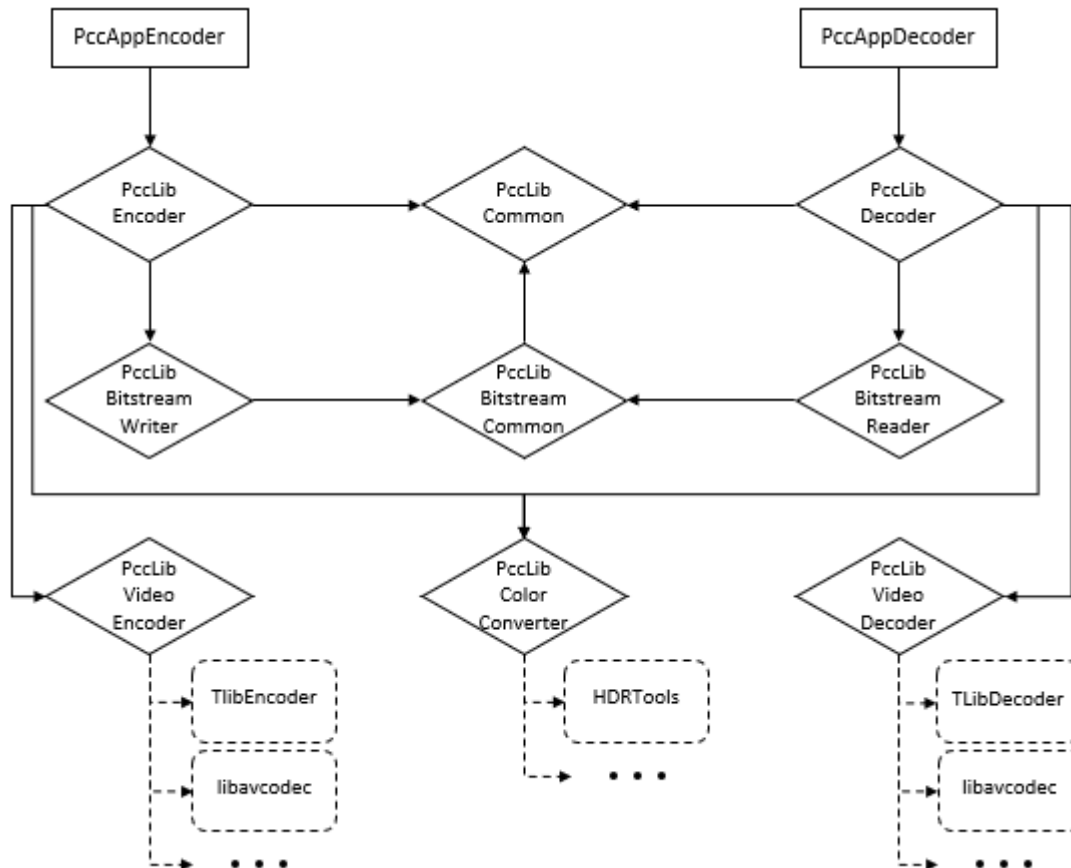 PccAppEncoder
PccAppDecoder
PccLib
Encoder
PccLib
Common
PccLib
Decoder
PccLib
Bitstream
Writer
PccLib
Bitstream
Common
PccLib
Bitstream
Reader
PccLib
Video
Encoder
PccLib
Color
Converter
PccLib
Video
Decoder
TlibEncoder
HDRTools
TLibDecoder
libavcodec
• • •
libavcodec
• • •
• • •